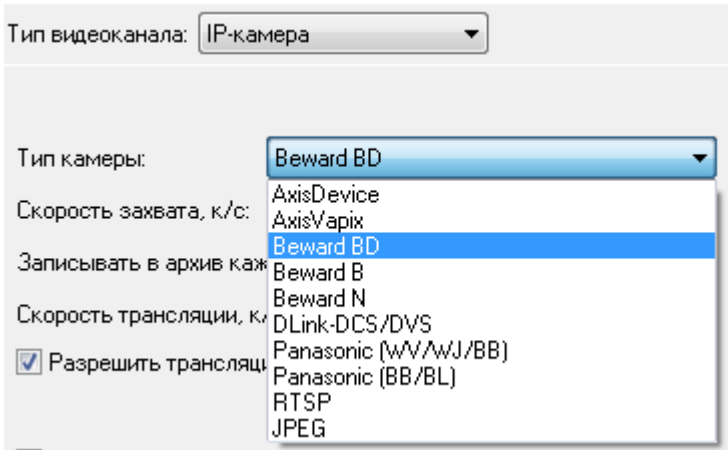 Тип видеоканала: IP-камера
Тип камеры: Beward BD
AxisDevice
Скорость захвата, к/с:
AxisVapix
Beward BD
Записывать в архив каж
Beward B
Beward N
Скорость трансляции, к/
DLink-DCS/DVS
Panasonic (WV/WJ/BB)
Разрешить трансляци
Panasonic (BB/BL)
RTSP
JPEG